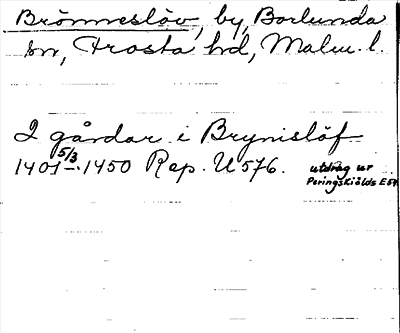 Brönneslöv, by, Borlunda
sn, Frosta hd, Malm. l.
2 gårdar i Brynislöf
1401 5/3 - 1450 Rep. U 576. utdrag ur
Peringskiölds E